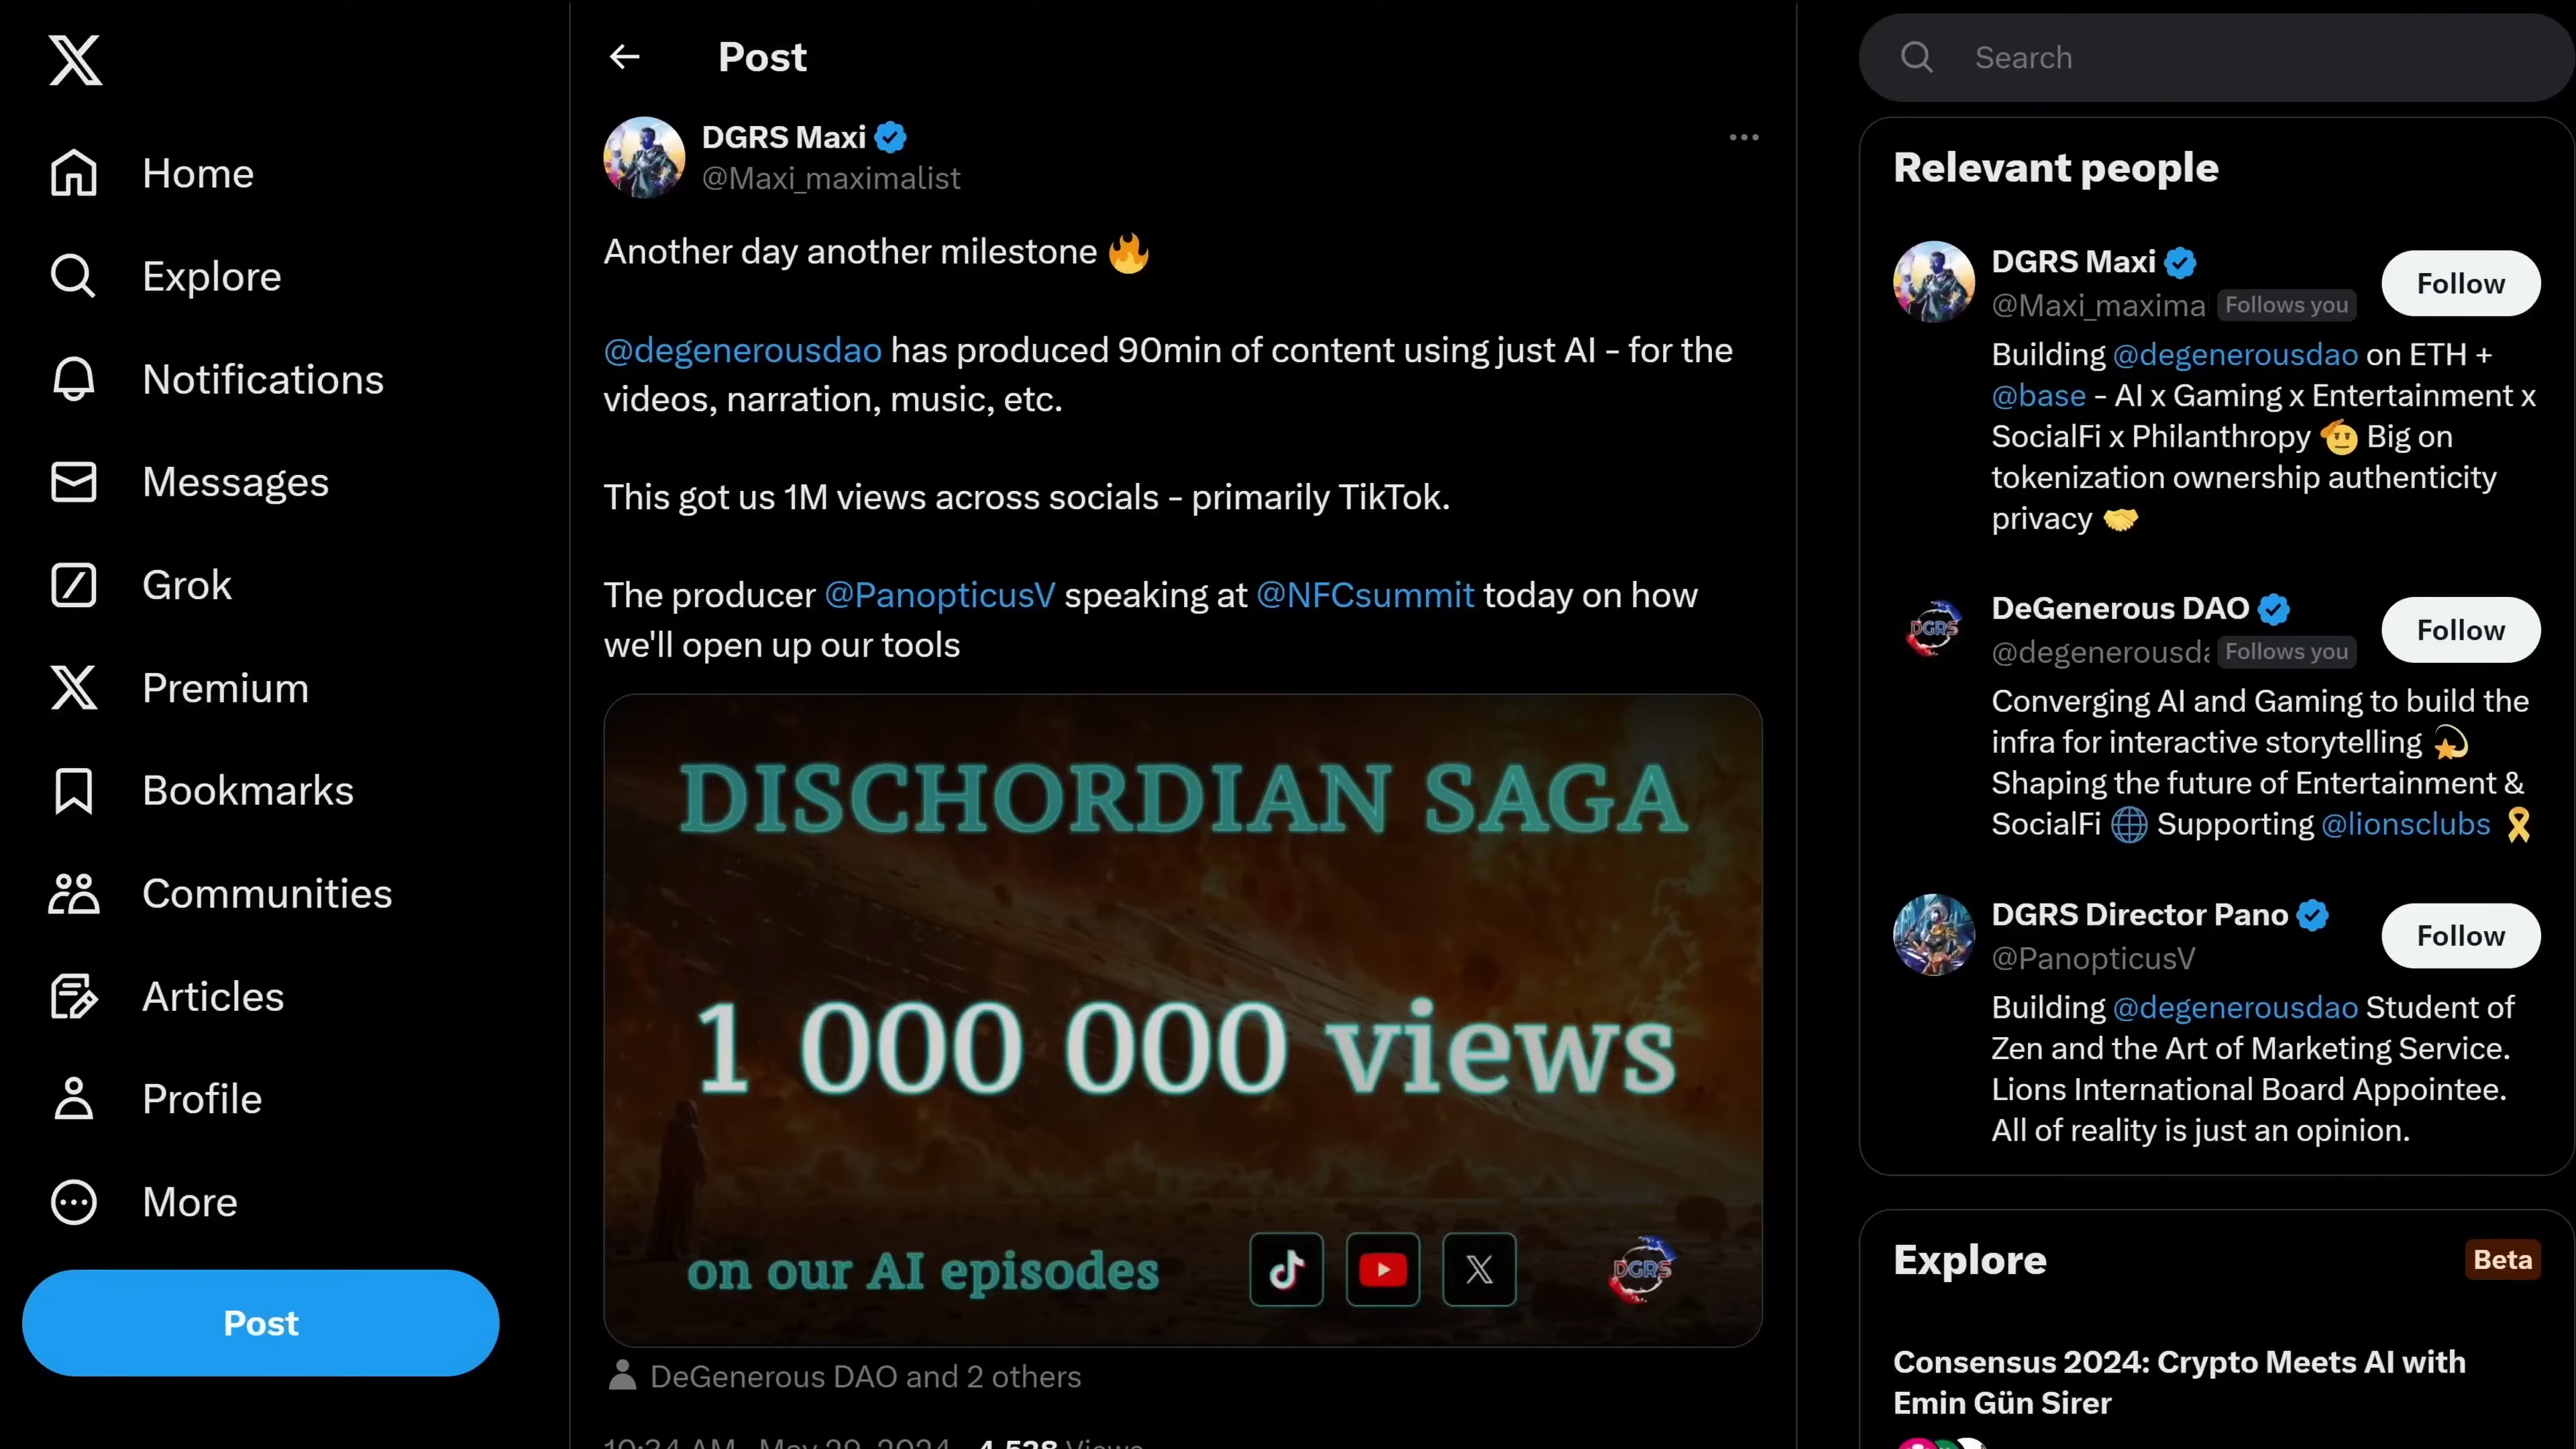 Home
Explore
Notifications
Messages
Grok
Premium
Bookmarks
Communities
Articles
Profile
More
Post
Post
DGRS Maxi
@Maxi_maximalist
Another day another milestone 🔥
@degenerousdao has produced 90min of content using just AI - for the
videos, narration, music, etc.
This got us 1M views across socials - primarily TikTok.
The producer @PanopticusV speaking at @NFCsummit today on how
we'll open up our tools
DISCHORDIAN SAGA
1 000 000 views
on our AI episodes
DGRS
DeGenerous DAO and 2 others
10:34 AM · May 29, 2024 · 4,528 Views
Search
Relevant people
DGRS Maxi
@Maxi_maxima Follows you
Follow
Building @degenerousdao on ETH +
@base - AI x Gaming x Entertainment x
SocialFi x Philanthropy 🫡 Big on
tokenization ownership authenticity
privacy 🤝
DGRS
DeGenerous DAO
@degenerousda Follows you
Follow
Converging AI and Gaming to build the
infra for interactive storytelling 💫
Shaping the future of Entertainment &
SocialFi 🌐 Supporting @lionsclubs 🎗️
DGRS Director Pano
@PanopticusV
Follow
Building @degenerousdao Student of
Zen and the Art of Marketing Service.
Lions International Board Appointee.
All of reality is just an opinion.
Explore
Beta
Consensus 2024: Crypto Meets AI with
Emin Gün Sirer